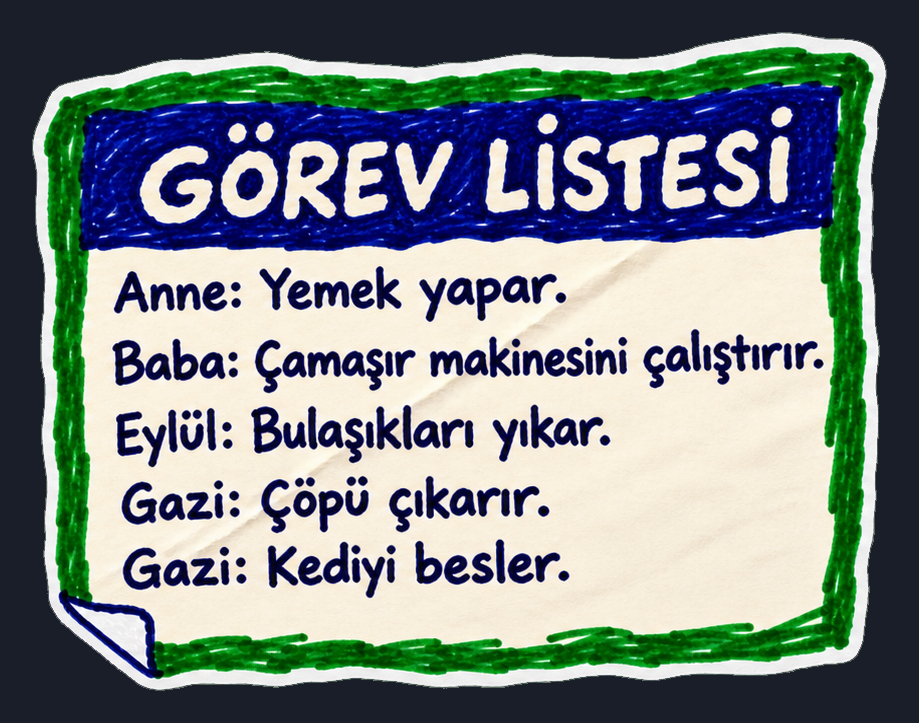 GÖREV LİSTESİ
Anne: Yemek yapar.
Baba: Çamaşır makinesini çalıştırır.
Eylül: Bulaşıkları yıkar.
Gazi: Çöpü çıkarır.
Gazi: Kediyi besler.